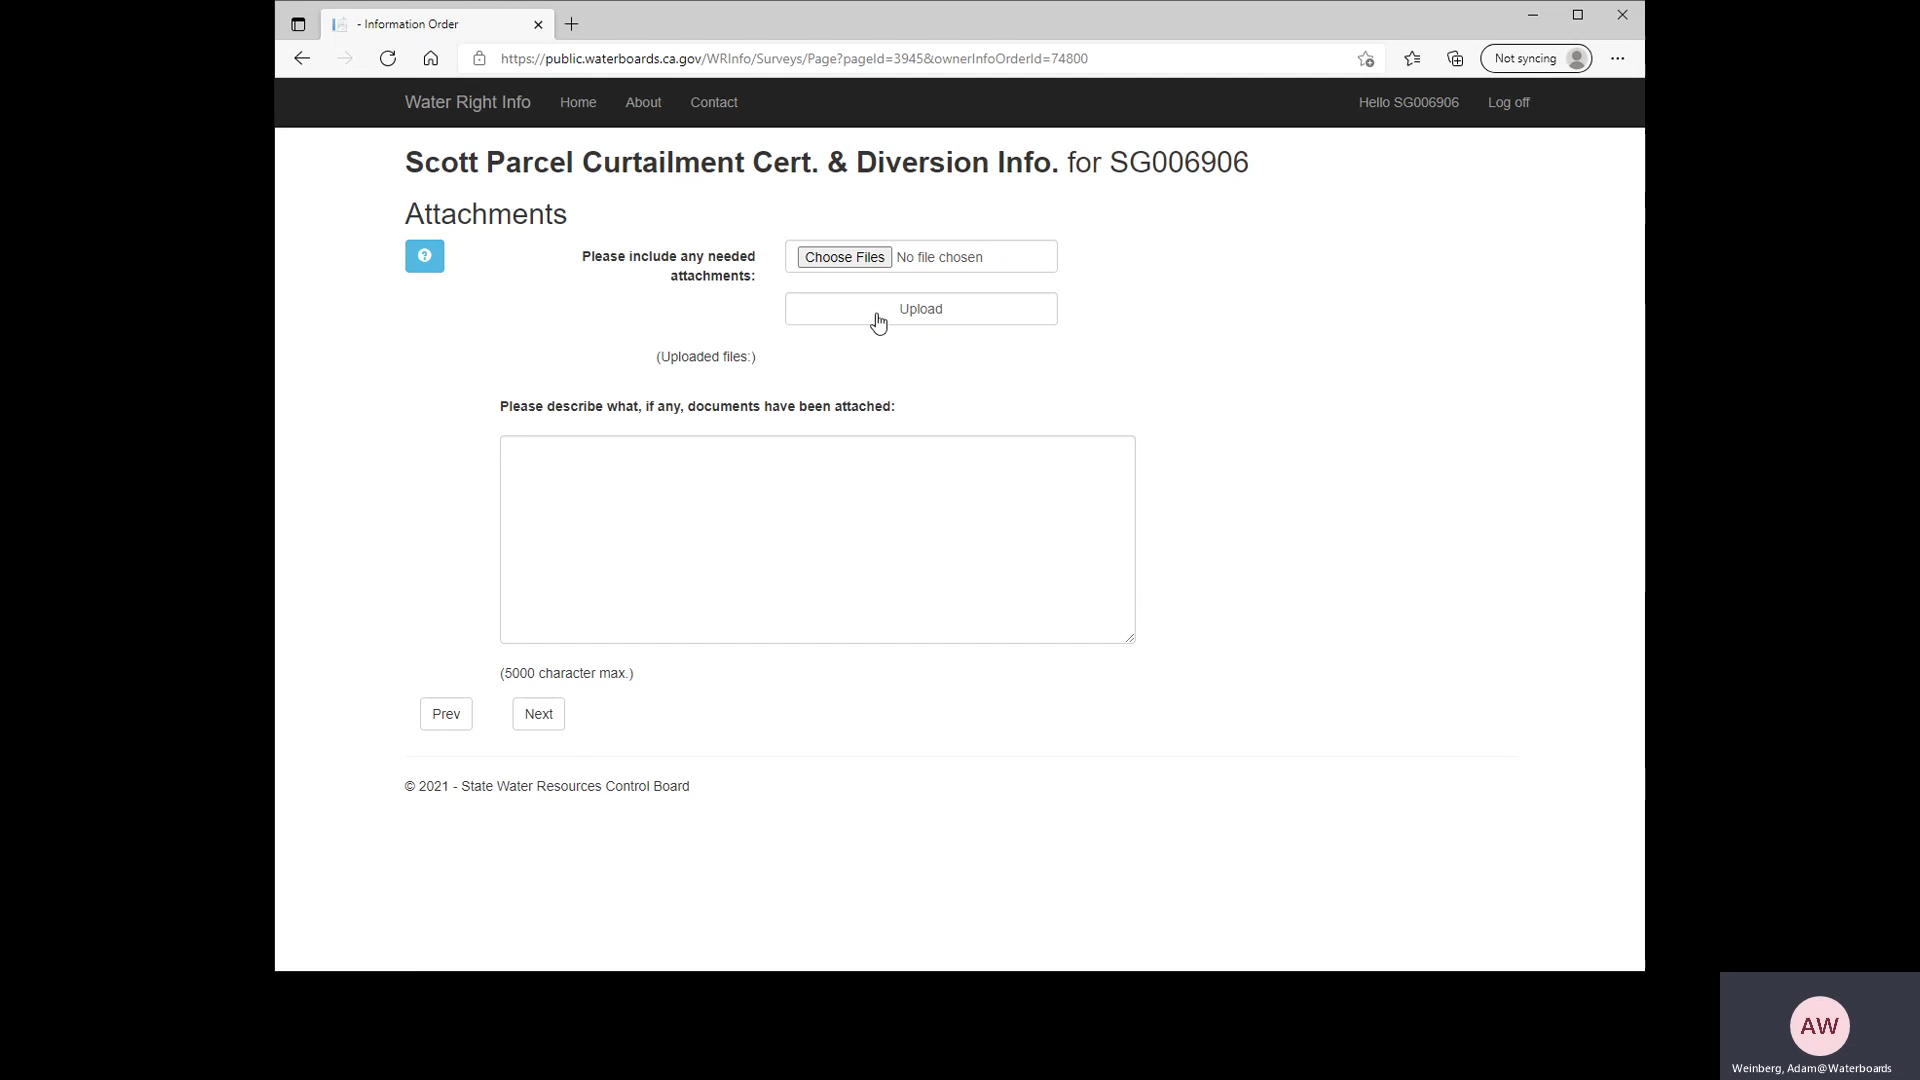 - Information Order
https://public.waterboards.ca.gov/WRInfo/Surveys/Page?pageId=3945&ownerInfoOrderId=74800
Not syncing
Water Right Info Home About Contact Hello SG006906 Log off
Scott Parcel Curtailment Cert. & Diversion Info. for SG006906
Attachments
Please include any needed
attachments:
Choose Files No file chosen
Upload
(Uploaded files:)
Please describe what, if any, documents have been attached:
(5000 character max.)
Prev Next
© 2021 - State Water Resources Control Board
AW
Weinberg, Adam@Waterboards